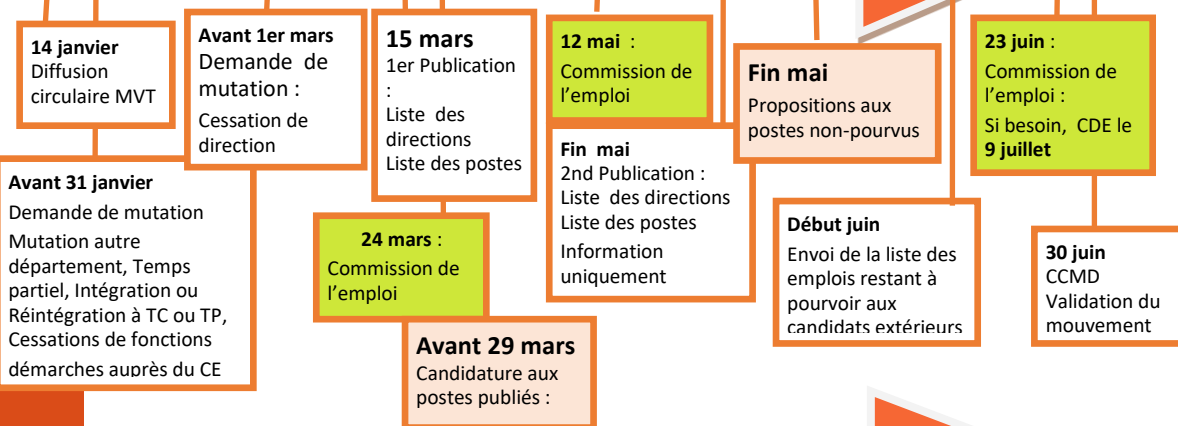 14 janvier
Diffusion
circulaire MVT
Avant 31 janvier
Demande de mutation
Mutation autre
département, Temps
partiel, Intégration ou
Réintégration à TC ou TP,
Cessations de fonctions
démarches auprès du CE
Avant 1er mars
Demande de
mutation :
Cessation de
direction
15 mars
1er Publication
:
Liste des
directions
Liste des postes
24 mars :
Commission de
l’emploi
Avant 29 mars
Candidature aux
postes publiés :
12 mai :
Commission de
l’emploi
Fin mai
2nd Publication :
Liste des directions
Liste des postes
Information
uniquement
Fin mai
Propositions aux
postes non-pourvus
Début juin
Envoi de la liste des
emplois restant à
pourvoir aux
candidats extérieurs
23 juin :
Commission de
l’emploi :
Si besoin, CDE le
9 juillet
30 juin
CCMD
Validation du
mouvement